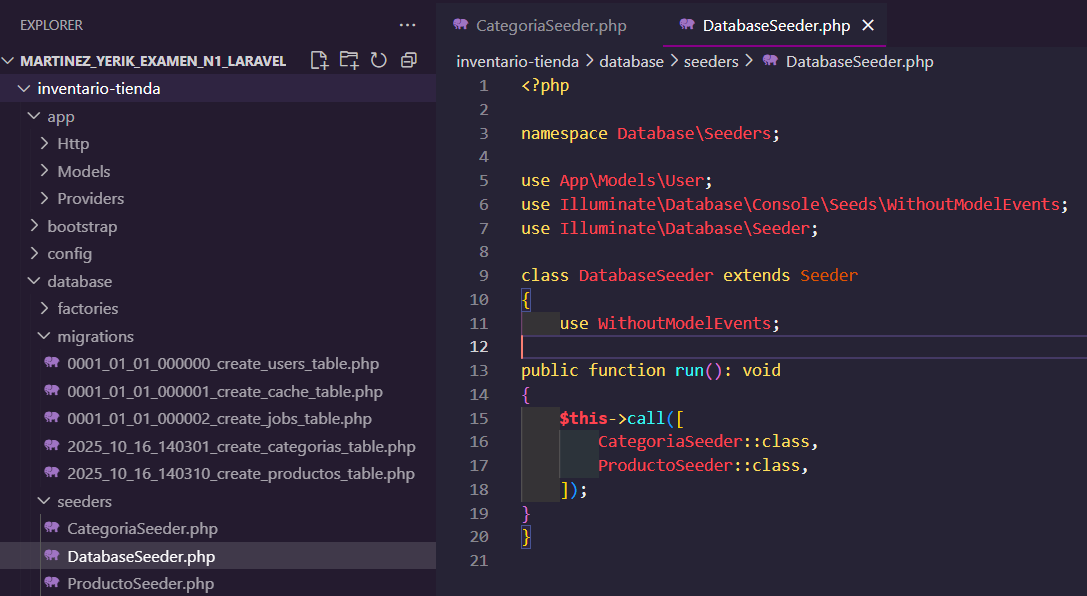 EXPLORER
MARTINEZ_YERIK_EXAMEN_N1_LARAVEL
inventario-tienda
app
Http
Models
Providers
bootstrap
config
database
factories
migrations
0001_01_01_000000_create_users_table.php
0001_01_01_000001_create_cache_table.php
0001_01_01_000002_create_jobs_table.php
2025_10_16_140301_create_categorias_table.php
2025_10_16_140310_create_productos_table.php
seeders
CategoriaSeeder.php
DatabaseSeeder.php
ProductoSeeder.php
CategoriaSeeder.php DatabaseSeeder.php
inventario-tienda > database > seeders > DatabaseSeeder.php
1 <?php
2
3 namespace Database\Seeders;
4
5 use App\Models\User;
6 use Illuminate\Database\Console\Seeds\WithoutModelEvents;
7 use Illuminate\Database\Seeder;
8
9 class DatabaseSeeder extends Seeder
10 {
11     use WithoutModelEvents;
12
13 public function run(): void
14 {
15     $this->call([
16         CategoriaSeeder::class,
17         ProductoSeeder::class,
18     ]);
19 }
20 }
21